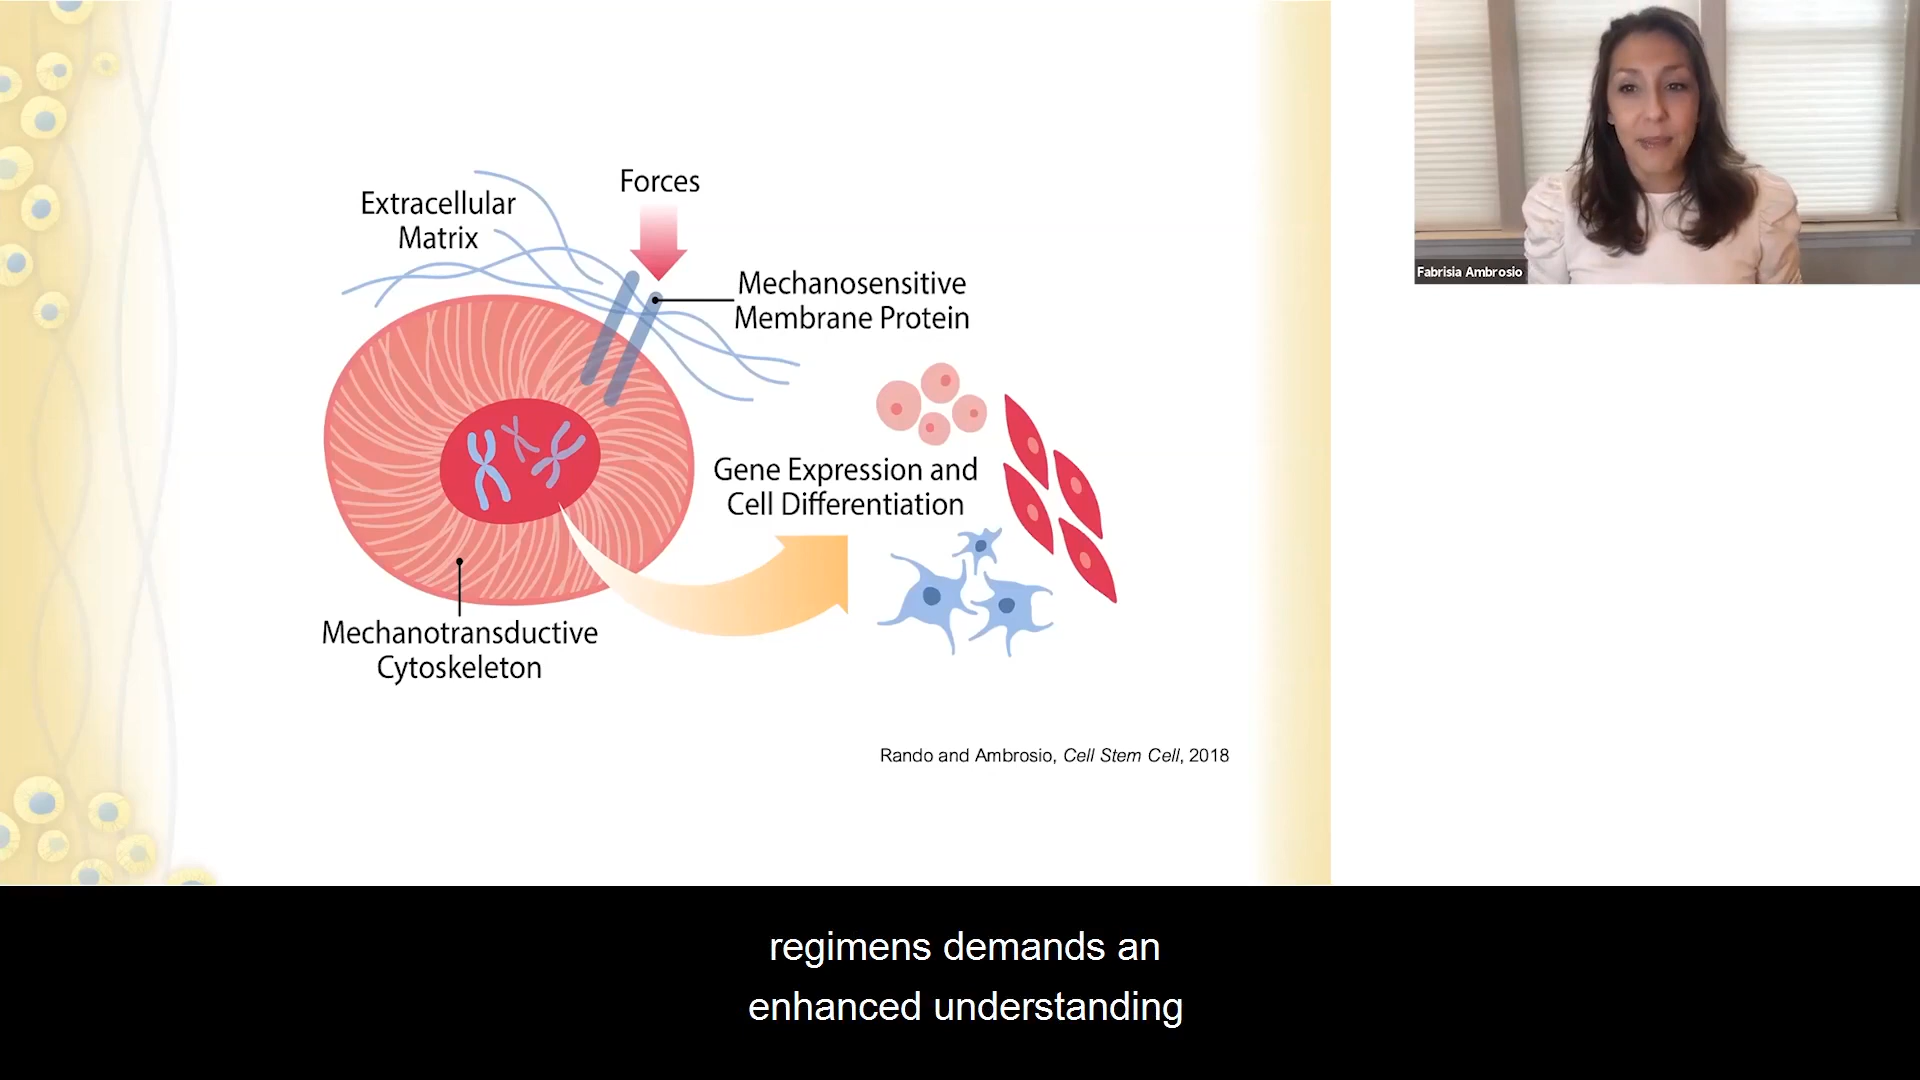 Forces
Extracellular
Matrix
Mechanosensitive
Membrane Protein
Gene Expression and
Cell Differentiation
Mechanotransductive
Cytoskeleton
Rando and Ambrosio, Cell Stem Cell, 2018
Fabrisia Ambrosio
regimens demands an
enhanced understanding